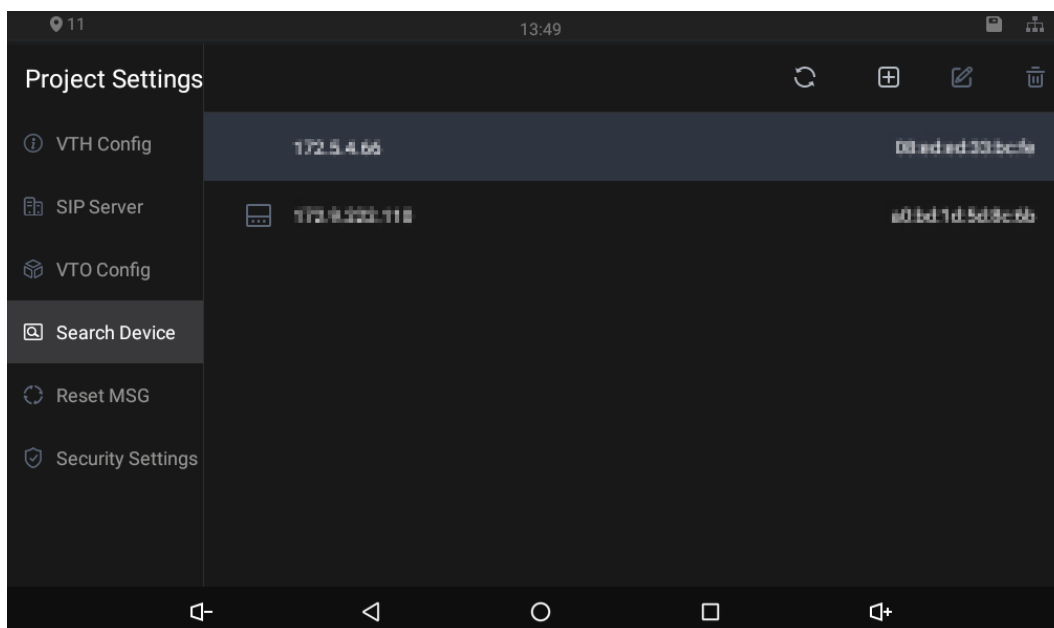 11
13:49
Project Settings
VTH Config
SIP Server
VTO Config
Search Device
Reset MSG
Security Settings
172.5.4.66